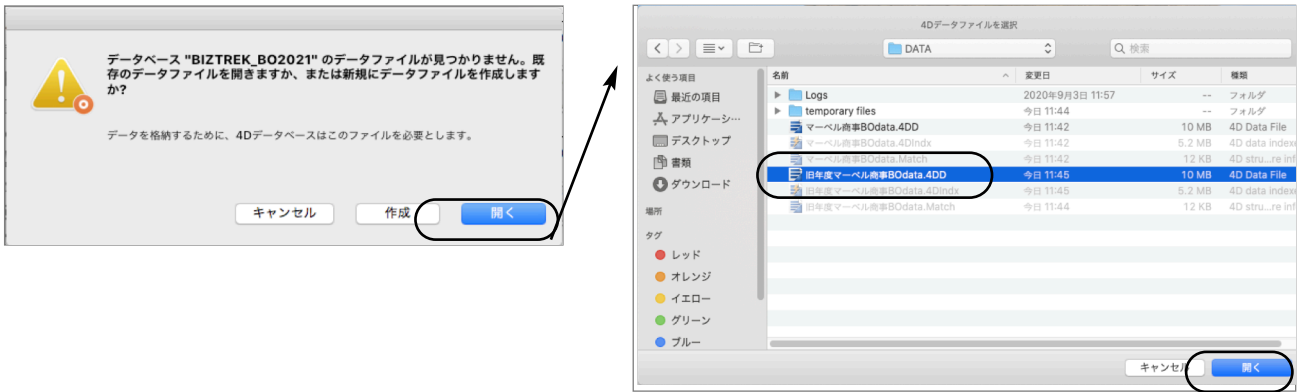 データベース "BIZTREK_BO2021" のデータファイルが見つかりません。既
存のデータファイルを開きますか、または新規にデータファイルを作成します
か?
データを格納するために、4Dデータベースはこのファイルを必要とします。
キャンセル 作成 開く
4Dデータファイルを選択
DATA 検索
よく使う項目
最近の項目
アプリケーシ…
デスクトップ
書類
ダウンロード
場所
タグ
レッド
オレンジ
イエロー
グリーン
ブルー
名前 変更日 サイズ 種類
Logs 2020年9月3日 11:57 -- フォルダ
temporary files 今日 11:44 -- フォルダ
マーベル商事BOdata.4DD 今日 11:42 10 MB 4D Data File
マーベル商事BOdata.4DIndx 今日 11:42 5.2 MB 4D data indexe
マーベル商事BOdata.Match 今日 11:42 12 KB 4D stru...re inf
旧年度マーベル商事BOdata.4DD 今日 11:45 10 MB 4D Data File
旧年度マーベル商事BOdata.4DIndx 今日 11:45 5.2 MB 4D data indexe
旧年度マーベル商事BOdata.Match 今日 11:44 12 KB 4D stru...re inf
キャンセル 開く